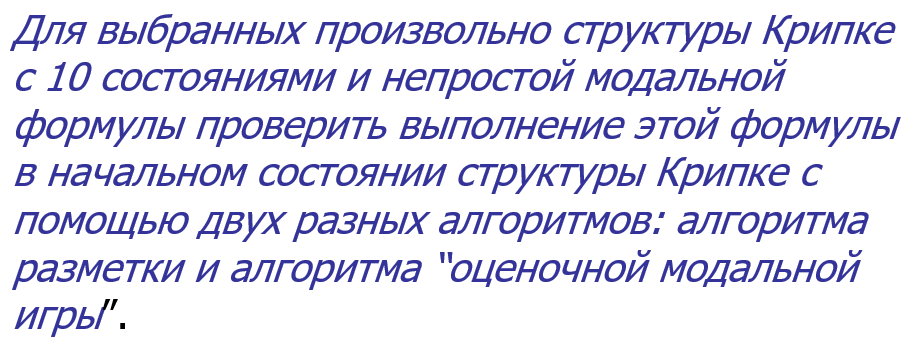 Для выбранных произвольно структуры Крипке
с 10 состояниями и непростой модальной
формулы проверить выполнение этой формулы
в начальном состоянии структуры Крипке с
помощью двух разных алгоритмов: алгоритма
разметки и алгоритма “оценочной модальной
игры”.